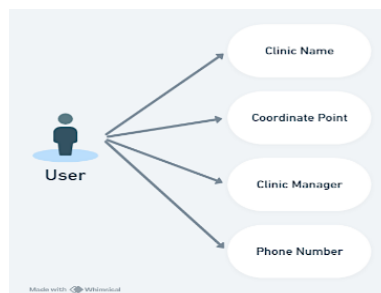 Clinic Name
Coordinate Point
User
Clinic Manager
Phone Number
Made with Whimsical